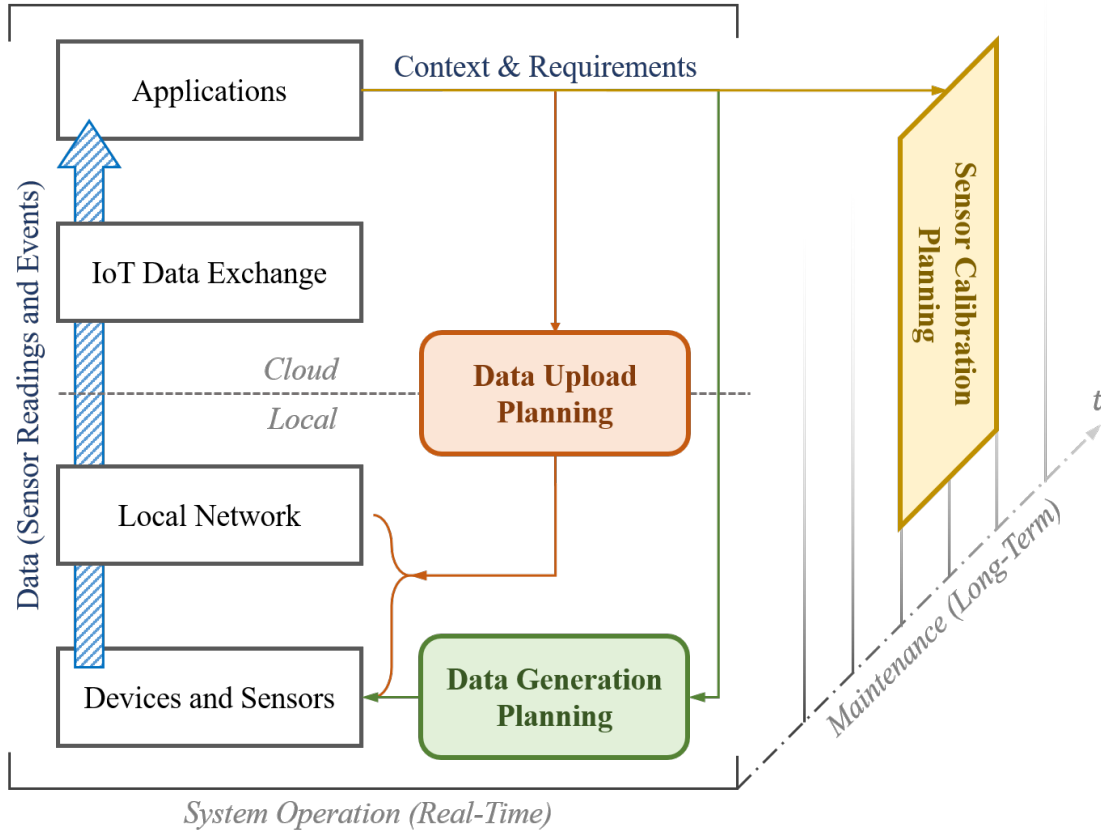 Context & Requirements
Applications
Data (Sensor Readings and Events)
IoT Data Exchange
Sensor Calibration
Planning
Cloud
Local
Data Upload
Planning
t
Local Network
Maintenance (Long-Term)
Devices and Sensors
Data Generation
Planning
System Operation (Real-Time)